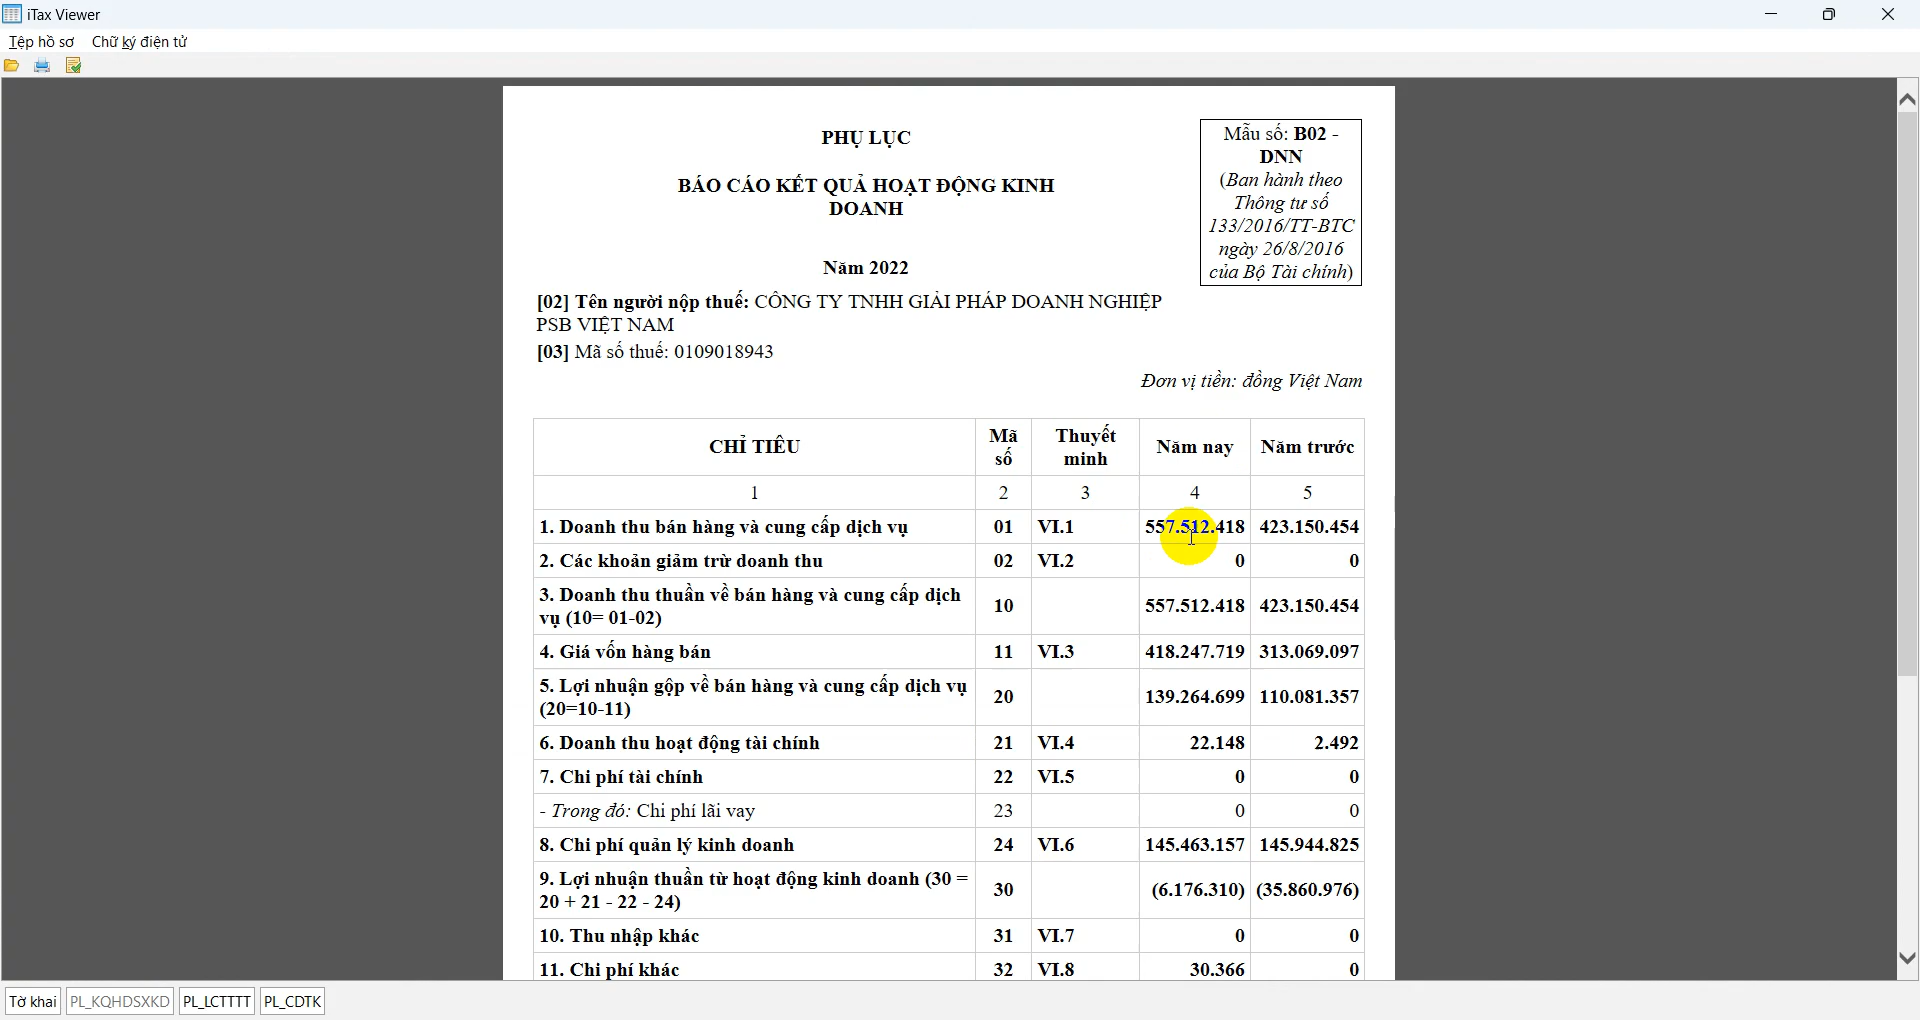 iTax Viewer
Tệp hồ sơ Chữ ký điện tử
PHỤ LỤC
BÁO CÁO KẾT QUẢ HOẠT ĐỘNG KINH
DOANH
Năm 2022
Mẫu số: B02 -
DNN
(Ban hành theo
Thông tư số
133/2016/TT-BTC
ngày 26/8/2016
của Bộ Tài chính)
[02] Tên người nộp thuế: CÔNG TY TNHH GIẢI PHÁP DOANH NGHIỆP
PSB VIỆT NAM
[03] Mã số thuế: 0109018943
Đơn vị tiền: đồng Việt Nam
CHỈ TIÊU Mã số Thuyết minh Năm nay Năm trước
1 2 3 4 5
1. Doanh thu bán hàng và cung cấp dịch vụ 01 VI.1 557.512.418 423.150.454
2. Các khoản giảm trừ doanh thu 02 VI.2 0 0
3. Doanh thu thuần về bán hàng và cung cấp dịch
vụ (10= 01-02) 10 557.512.418 423.150.454
4. Giá vốn hàng bán 11 VI.3 418.247.719 313.069.097
5. Lợi nhuận gộp về bán hàng và cung cấp dịch vụ
(20=10-11) 20 139.264.699 110.081.357
6. Doanh thu hoạt động tài chính 21 VI.4 22.148 2.492
7. Chi phí tài chính 22 VI.5 0 0
- Trong đó: Chi phí lãi vay 23 0 0
8. Chi phí quản lý kinh doanh 24 VI.6 145.463.157 145.944.825
9. Lợi nhuận thuần từ hoạt động kinh doanh (30 =
20 + 21 - 22 - 24) 30 (6.176.310) (35.860.976)
10. Thu nhập khác 31 VI.7 0 0
11. Chi phí khác 32 VI.8 30.366 0
Tờ khai PL_KQHDSXKD PL_LCTTTT PL_CDTK